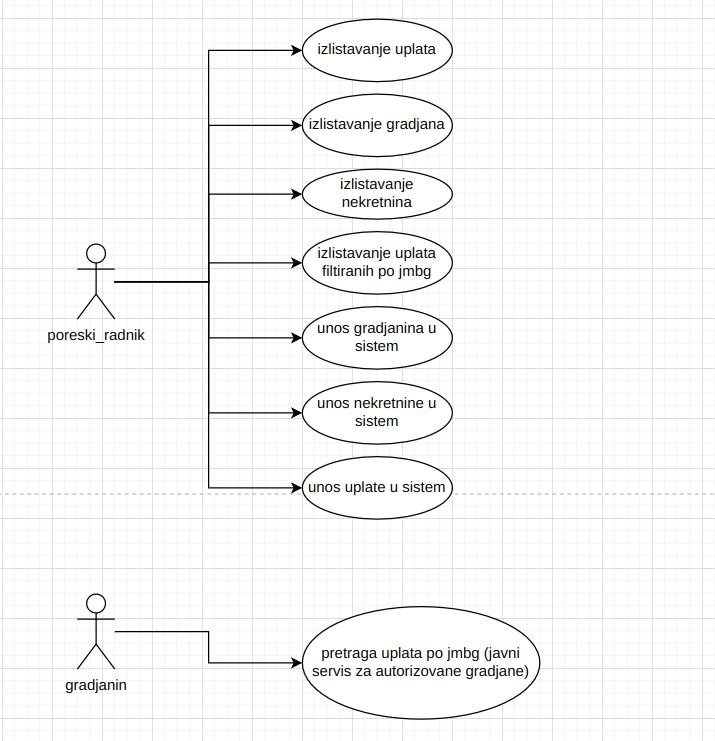 izlistavanje uplata
izlistavanje gradjana
izlistavanje
nekretnina
izlistavanje uplata
filtiranih po jmbg
poreski_radnik
unos gradjanina u
sistem
unos nekretnine u
sistem
unos uplate u sistem
pretraga uplata po jmbg (javni
servis za autorizovane gradjane)
gradjanin